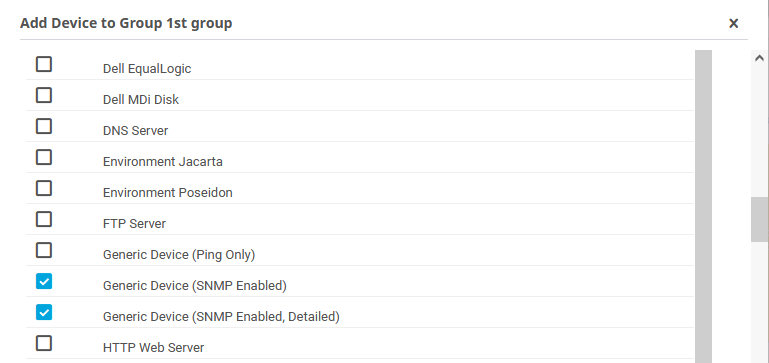 Add Device to Group 1st group
Dell EqualLogic
Dell MDi Disk
DNS Server
Environment Jacarta
Environment Poseidon
FTP Server
Generic Device (Ping Only)
Generic Device (SNMP Enabled)
Generic Device (SNMP Enabled, Detailed)
HTTP Web Server